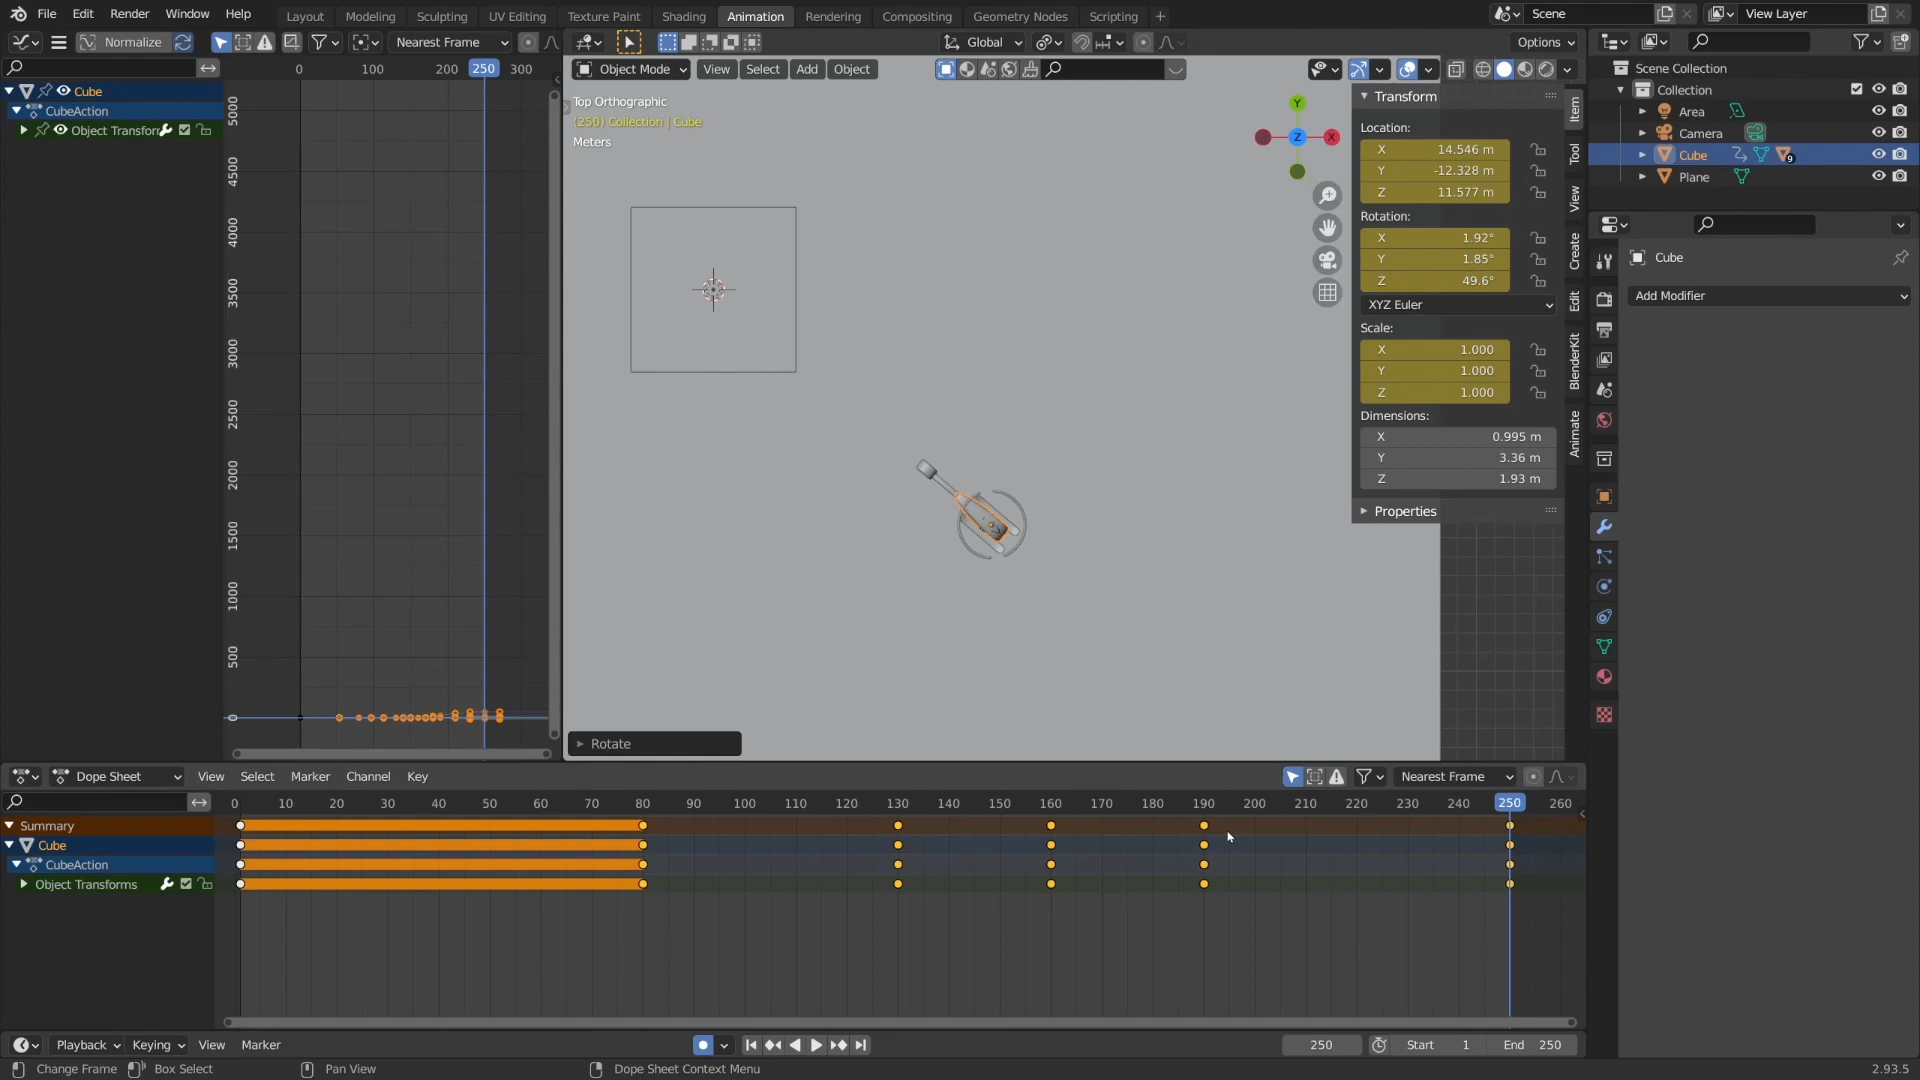 File Edit Render Window Help Layout Modeling Sculpting UV Editing Texture Paint Shading Animation Rendering Compositing Geometry Nodes Scripting + Scene View Layer
Normalize Nearest Frame Global Options
0 100 200 250 300
Object Mode View Select Add Object
Cube
CubeAction
Object Transform
5000
4500
4000
3500
3000
2500
2000
1500
1000
500
0
Top Orthographic
(250) Collection | Cube
Meters
Y
Z
X
Rotate
Transform
Location:
X 14.546 m
Y -12.328 m
Z 11.577 m
Rotation:
X 1.92°
Y 1.85°
Z 49.6°
XYZ Euler
Scale:
X 1.000
Y 1.000
Z 1.000
Dimensions:
X 0.995 m
Y 3.36 m
Z 1.93 m
Properties
Item
Tool
View
Create
Edit
BlenderKit
Animate
Scene Collection
Collection
Area
Camera
Cube 9
Plane
Cube
Add Modifier
Dope Sheet View Select Marker Channel Key Nearest Frame
0 10 20 30 40 50 60 70 80 90 100 110 120 130 140 150 160 170 180 190 200 210 220 230 240 250 260
Summary
Cube
CubeAction
Object Transforms
Playback Keying View Marker 250 Start 1 End 250
Change Frame Box Select Pan View Dope Sheet Context Menu 2.93.5